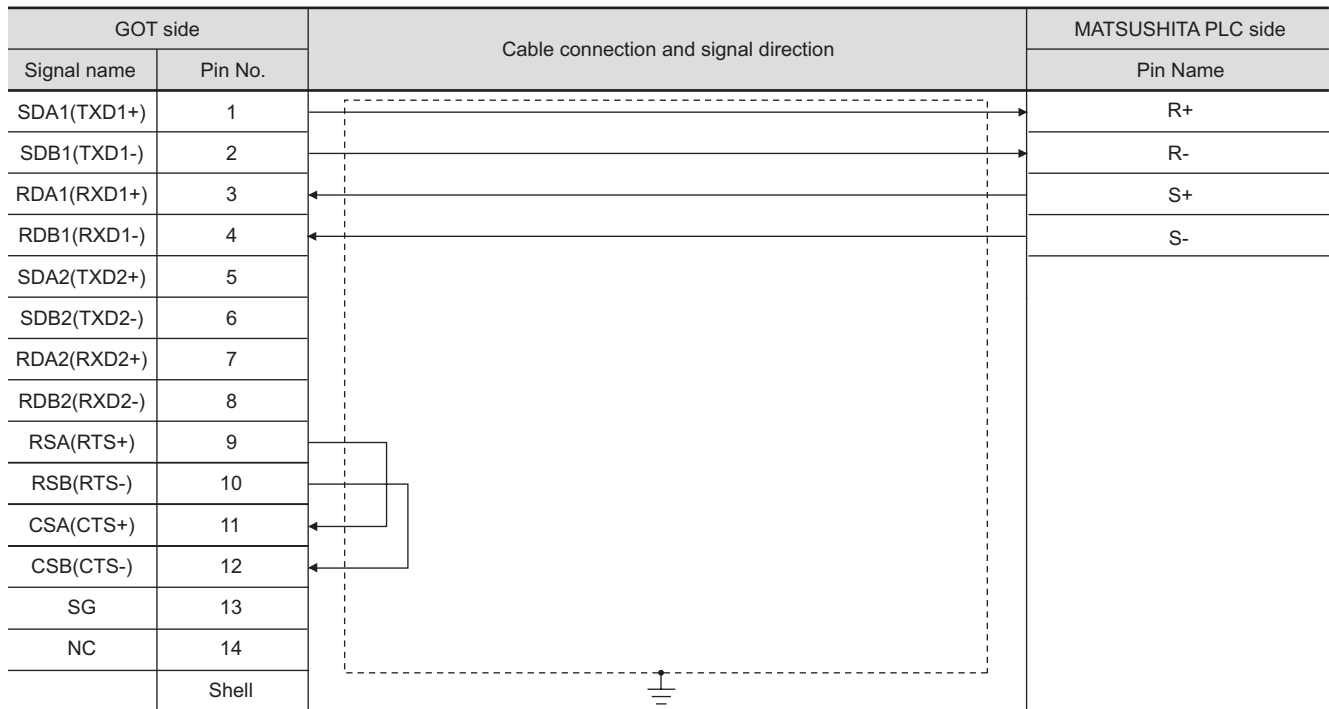 GOT side
Cable connection and signal direction
MATSUSHITA PLC side
Signal name
Pin No.
Pin Name
SDA1(TXD1+) 1 R+
SDB1(TXD1-) 2 R-
RDA1(RXD1+) 3 S+
RDB1(RXD1-) 4 S-
SDA2(TXD2+) 5
SDB2(TXD2-) 6
RDA2(RXD2+) 7
RDB2(RXD2-) 8
RSA(RTS+) 9
RSB(RTS-) 10
CSA(CTS+) 11
CSB(CTS-) 12
SG 13
NC 14
Shell